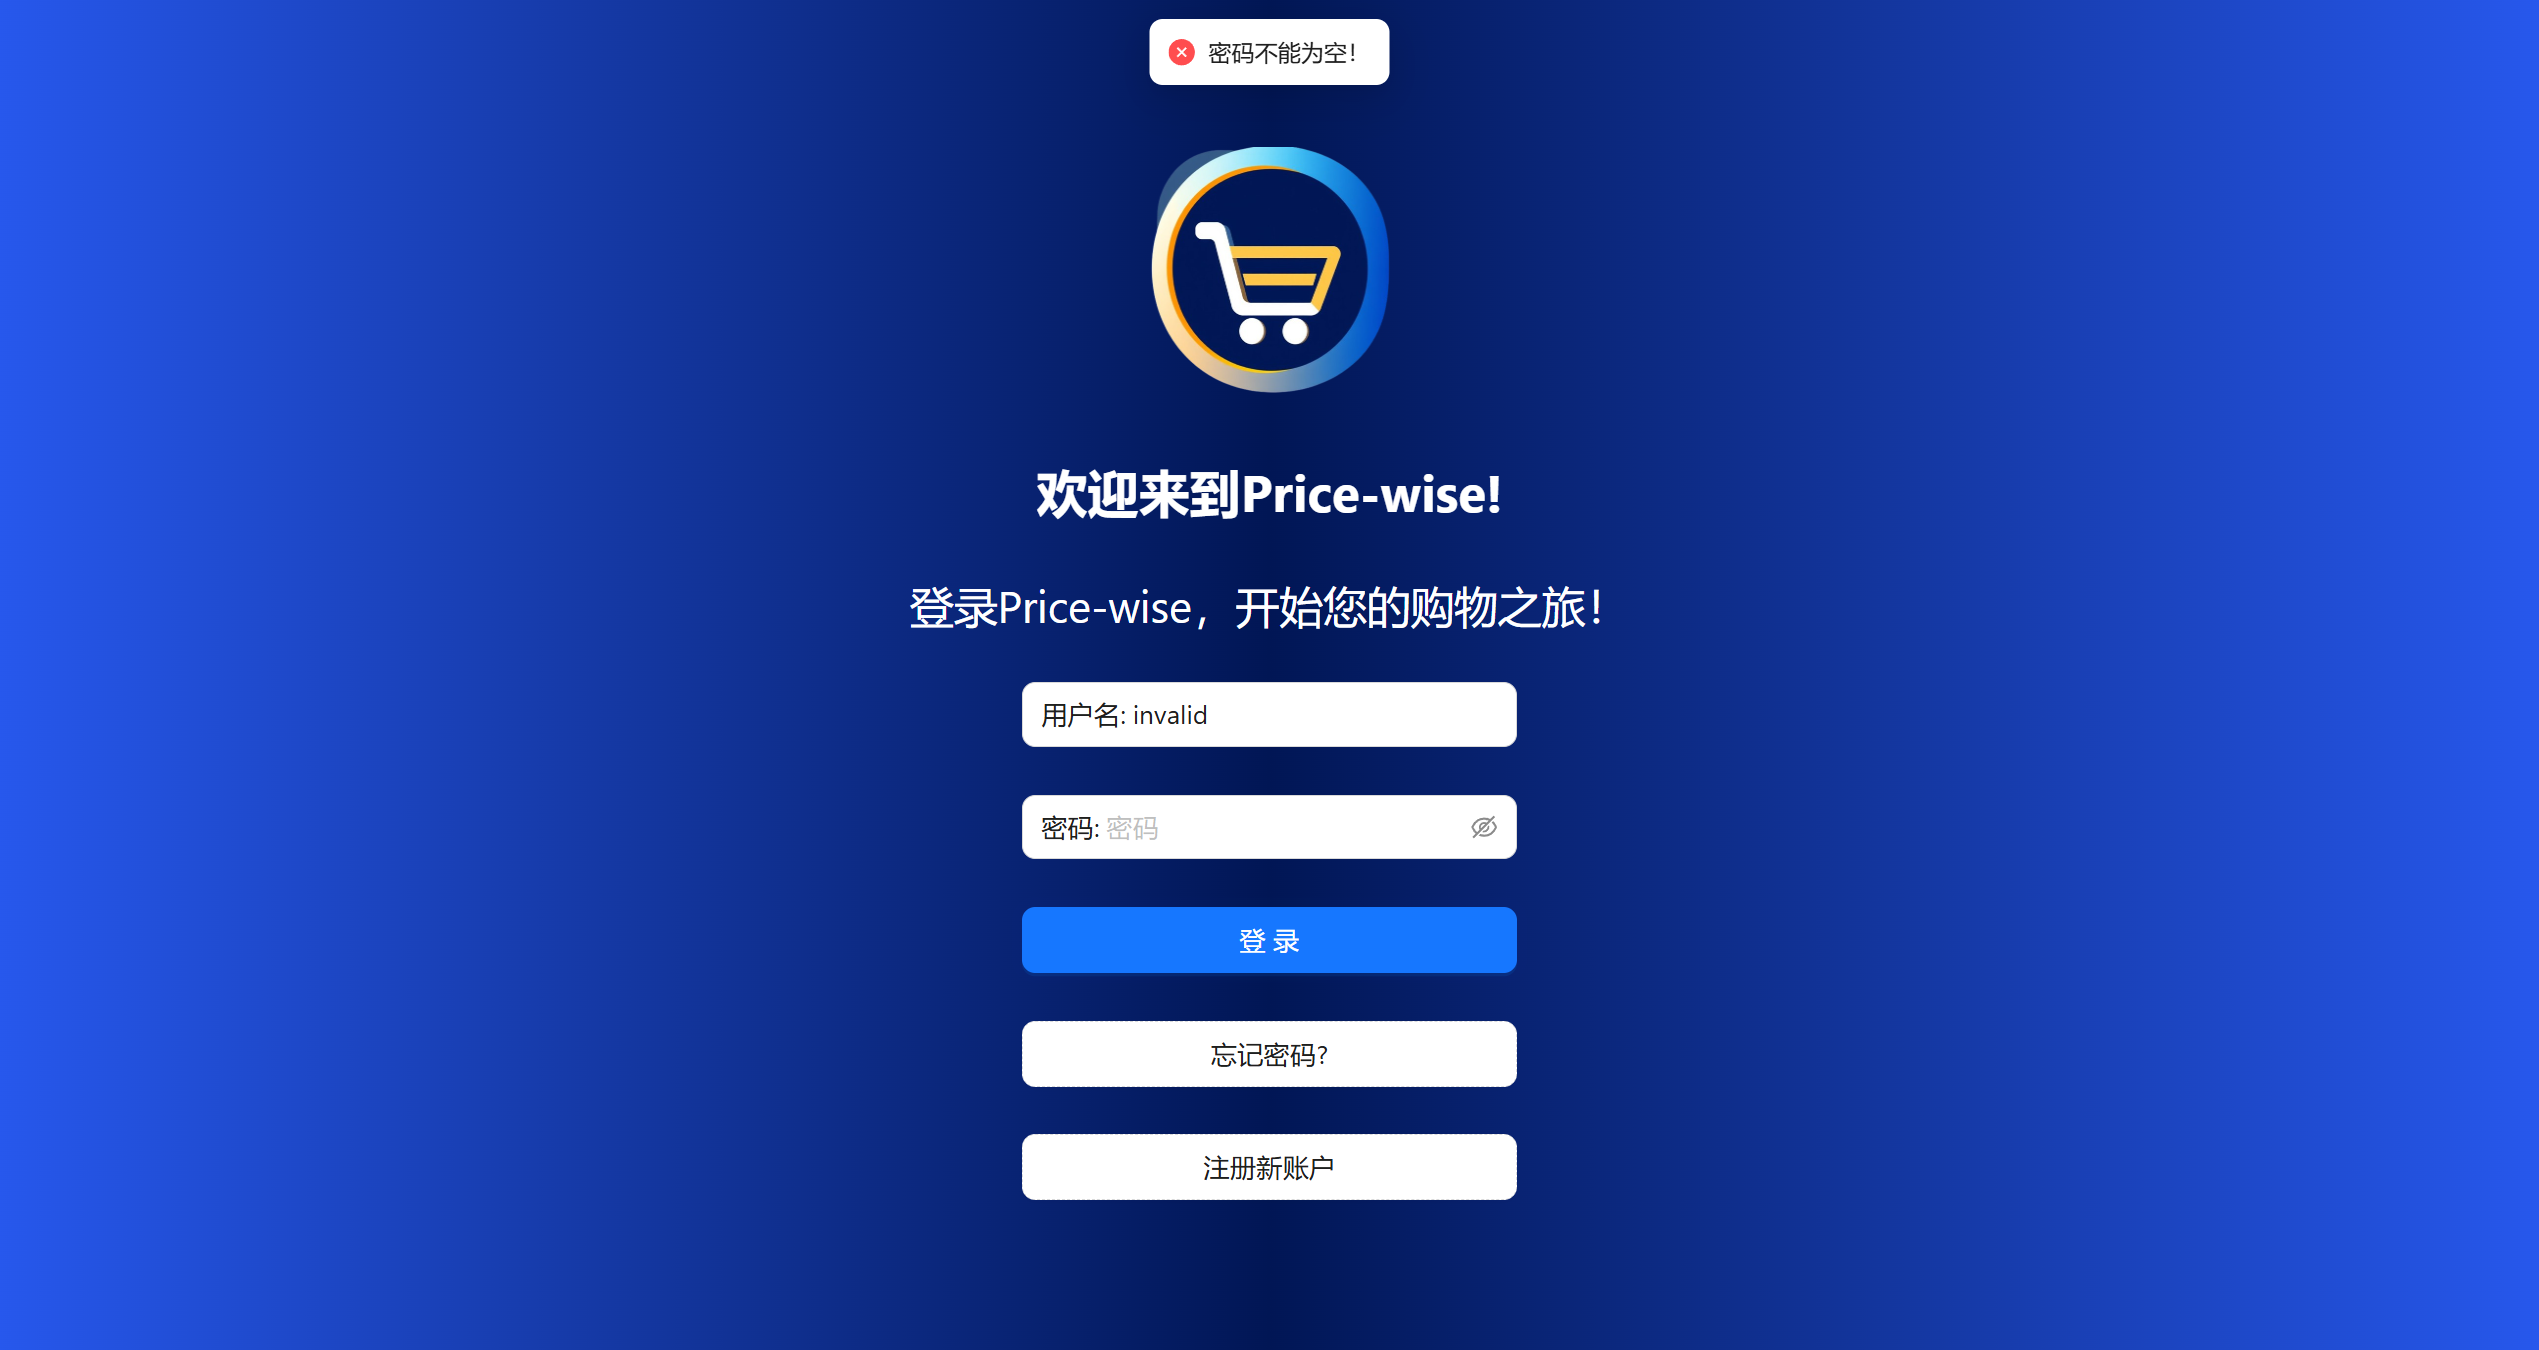 密码不能为空！
欢迎来到Price-wise!
登录Price-wise，开始您的购物之旅！
用户名: invalid
密码: 密码
登 录
忘记密码?
注册新账户